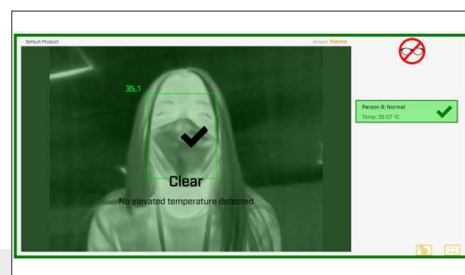 Default Product
Normal
35.1
Person 8: Normal
Temp: 35.07 °C
Clear
No elevated temperature detected